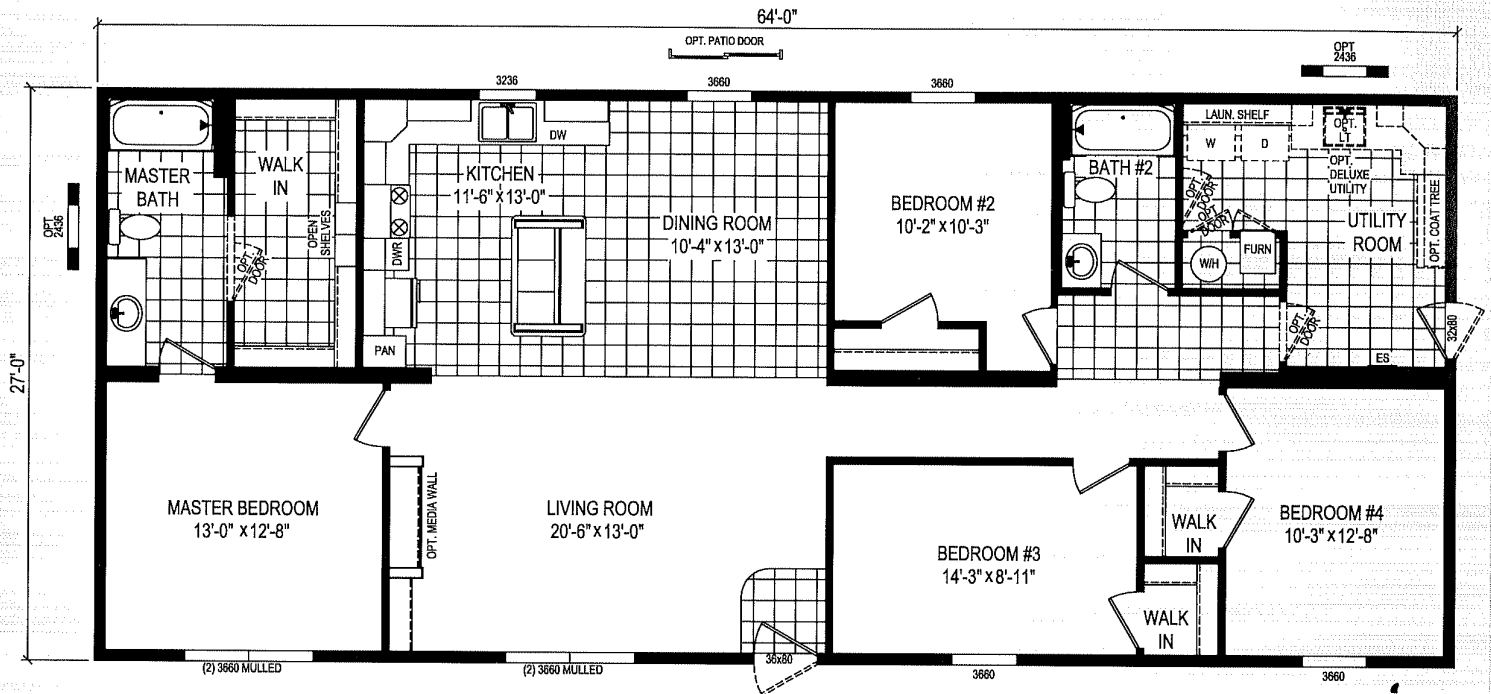 64'-0"
OPT. PATIO DOOR
OPT
2436
3236
3660
3660
27'-0"
OPT
2436
MASTER
BATH
WALK
IN
OPEN
SHELVES
OPT.
DOOR
KITCHEN
11'-6" x 13'-0"
DW
DWR
PAN
DINING ROOM
10'-4" x 13'-0"
BEDROOM #2
10'-2" x 10'-3"
BATH #2
LAUN. SHELF
W
D
OPT.
LT
OPT.
DELUXE
UTILITY
OPT.
DOOR
OPT.
DOOR
W/H
FURN
UTILITY
ROOM
OPT. COAT TREE
OPT.
DOOR
32x80
ES
MASTER BEDROOM
13'-0" x 12'-8"
OPT. MEDIA WALL
LIVING ROOM
20'-6" x 13'-0"
BEDROOM #3
14'-3" x 8'-11"
WALK
IN
WALK
IN
BEDROOM #4
10'-3" x 12'-8"
(2) 3660 MULLED
(2) 3660 MULLED
36x80
3660
3660